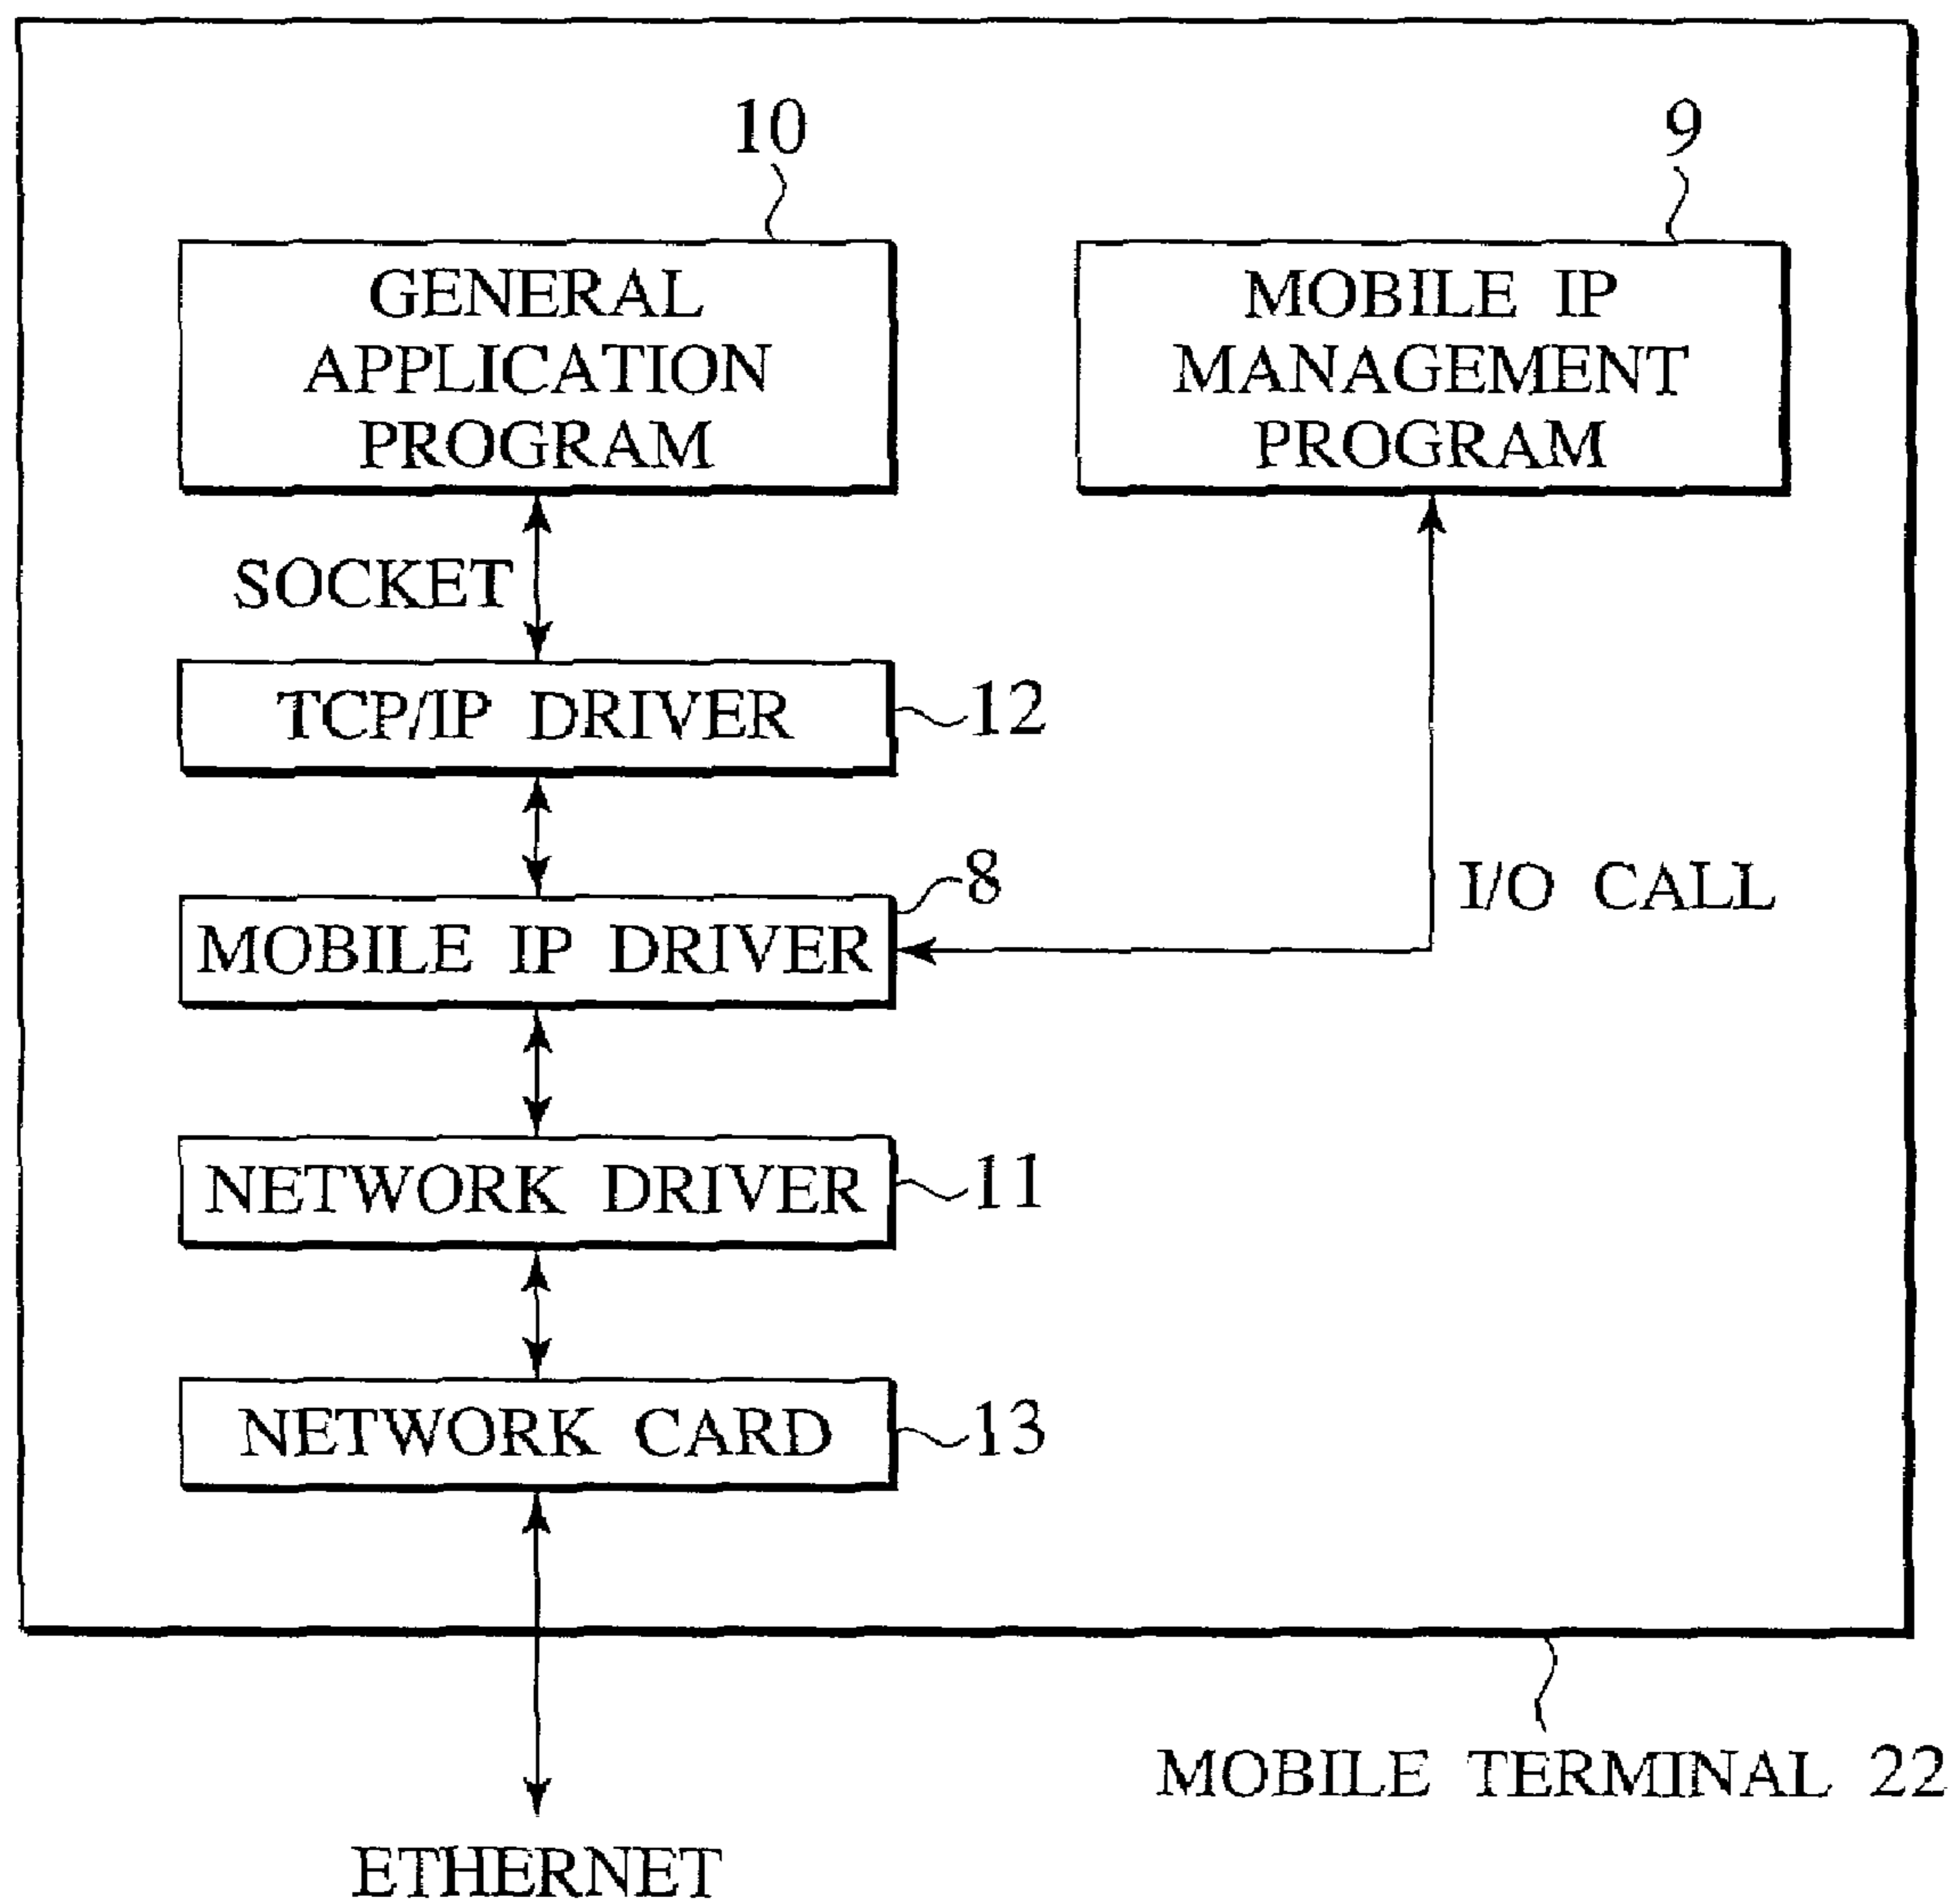 10
9
GENERAL
APPLICATION
PROGRAM
MOBILE IP
MANAGEMENT
PROGRAM
SOCKET
TCP/IP DRIVER
12
8
I/O CALL
MOBILE IP DRIVER
NETWORK DRIVER
11
NETWORK CARD
13
MOBILE TERMINAL 22
ETHERNET